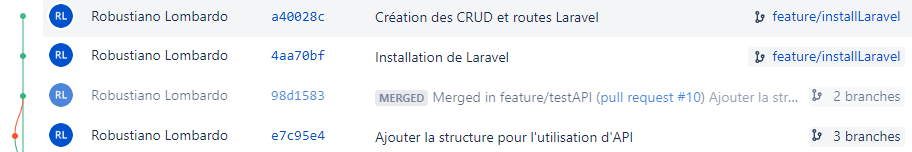 RL Robustiano Lombardo a40028c Création des CRUD et routes Laravel feature/installLaravel
RL Robustiano Lombardo 4aa70bf Installation de Laravel feature/installLaravel
RL Robustiano Lombardo 98d1583 MERGED Merged in feature/testAPI (pull request #10) Ajouter la str... 2 branches
RL Robustiano Lombardo e7c95e4 Ajouter la structure pour l'utilisation d'API 3 branches